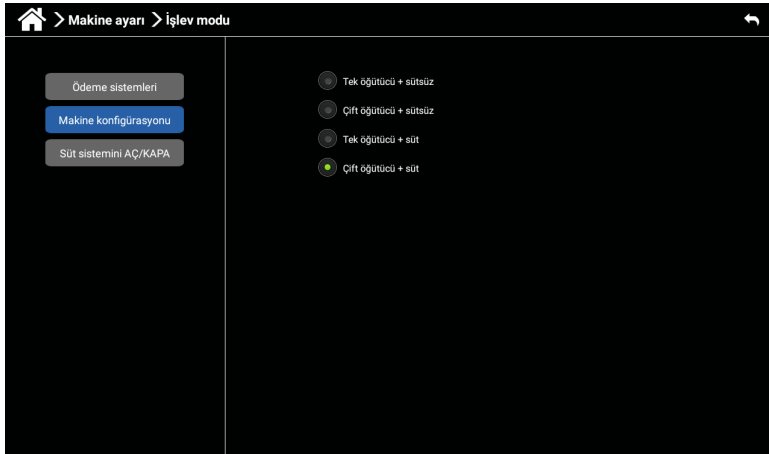 Makine ayarı İşlev modu
Ödeme sistemleri
Makine konfigürasyonu
Süt sistemini AÇ/KAPA
Tek öğütücü + sütsüz
Çift öğütücü + sütsüz
Tek öğütücü + süt
Çift öğütücü + süt